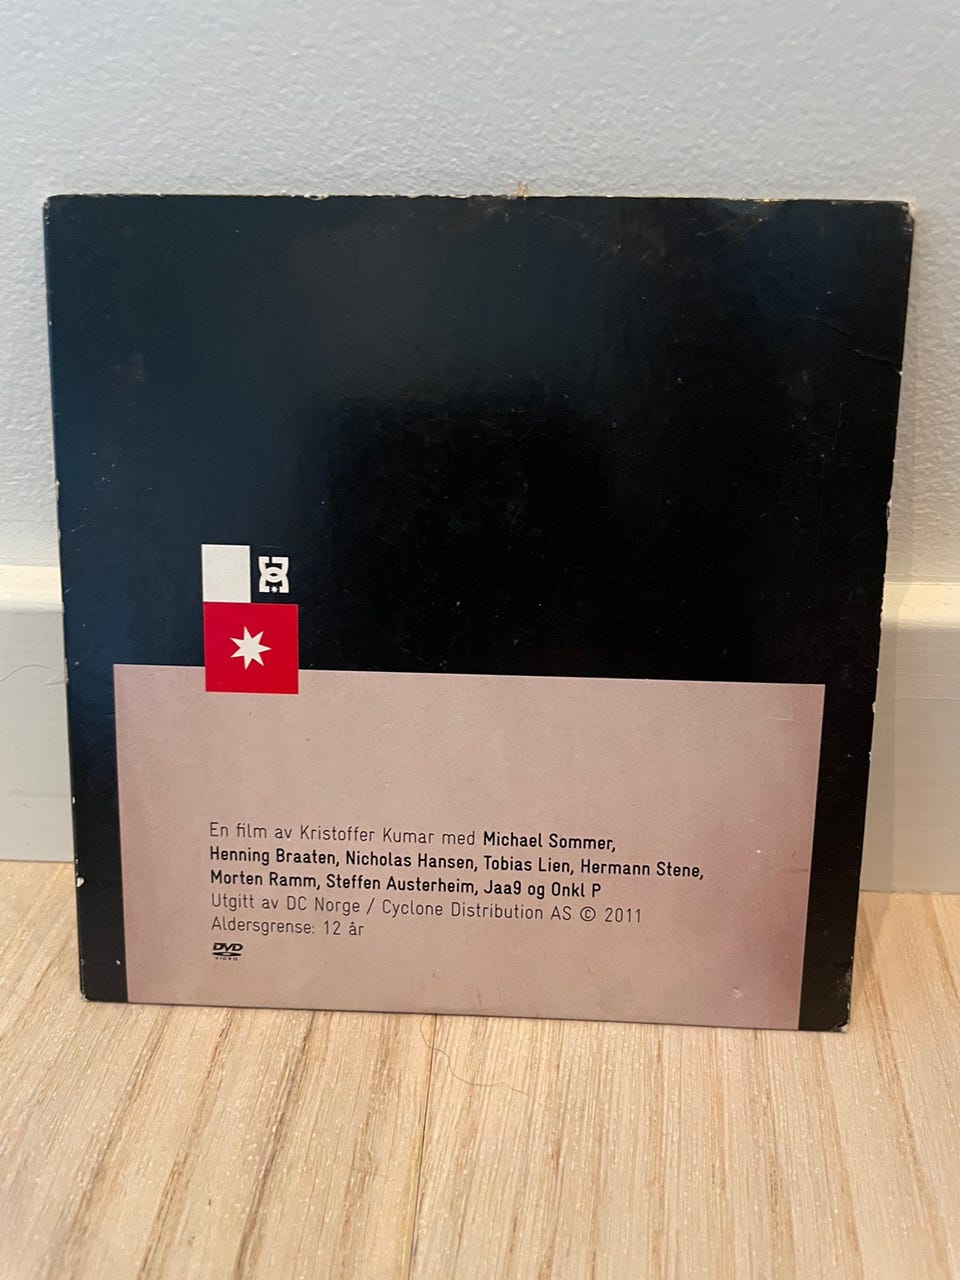 En film av Kristoffer Kumar med Michael Sommer,
Henning Braaten, Nicholas Hansen, Tobias Lien, Hermann Stene,
Morten Ramm, Steffen Austerheim, Jaa9 og Onkl P
Utgitt av DC Norge / Cyclone Distribution AS © 2011
Aldersgrense: 12 år
DVD
VIDEO